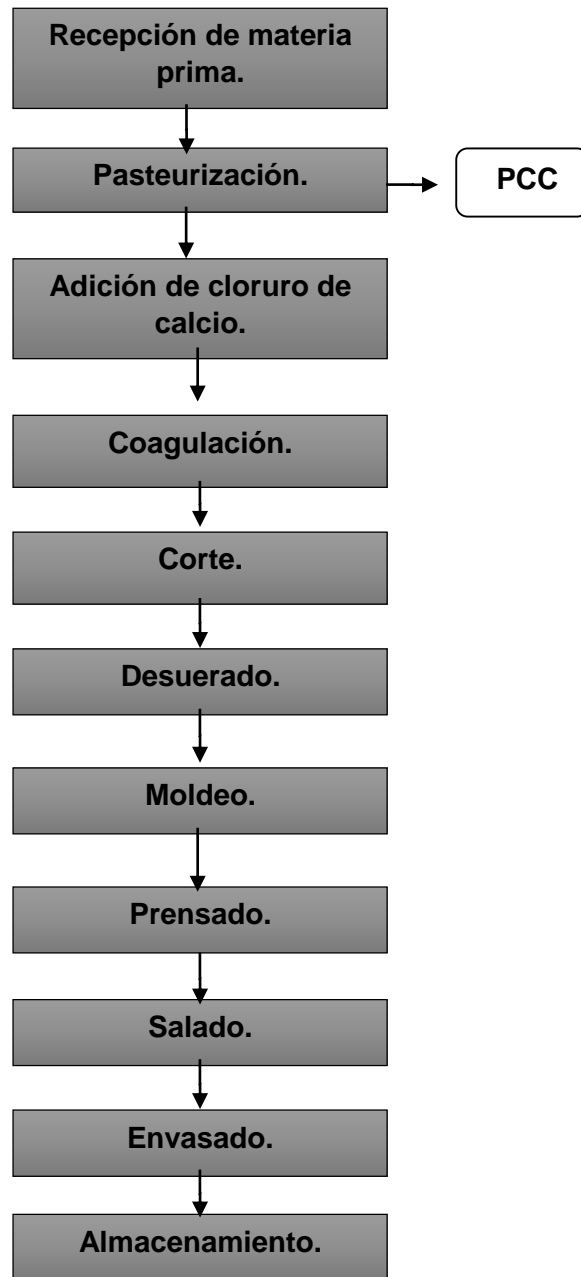 Recepción de materia
prima.
Pasteurización.
PCC
Adición de cloruro de
calcio.
Coagulación.
Corte.
Desuerado.
Moldeo.
Prensado.
Salado.
Envasado.
Almacenamiento.